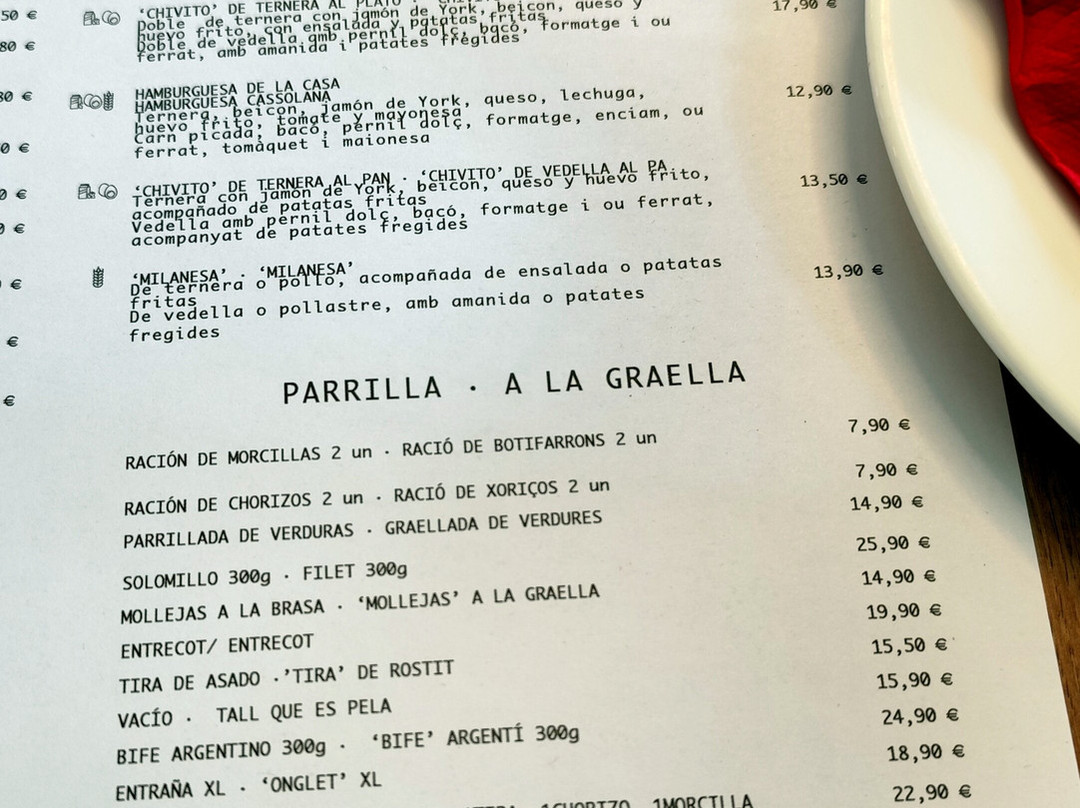 50 €
80 €
80 €
0 €
0 €
0 €
€
€
€
'CHIVITO' DE TERNERA AL PLATO · 17,90 €
Doble de ternera con jamón de York, beicon, queso y
huevo frito, con ensalada y patatas fritas
Doble de vedella amb pernil dolç, bacó, formatge i ou
ferrat, amb amanida i patates fregides
HAMBURGUESA DE LA CASA 12,90 €
HAMBURGUESA CASSOLANA
Ternera, beicon, jamón de York, queso, lechuga,
huevo frito, tomate y mayonesa
Carn picada, bacó, pernil dolç, formatge, enciam, ou
ferrat, tomàquet i maionesa
'CHIVITO' DE TERNERA AL PAN · 'CHIVITO' DE VEDELLA AL PA 13,50 €
Ternera con jamón de York, beicon, queso y huevo frito,
acompañado de patatas fritas
Vedella amb pernil dolç, bacó, formatge i ou ferrat,
acompanyat de patates fregides
'MILANESA' · 'MILANESA' 13,90 €
De ternera o pollo, acompañada de ensalada o patatas
fritas
De vedella o pollastre, amb amanida o patates
fregides
PARRILLA · A LA GRAELLA
RACIÓN DE MORCILLAS 2 un · RACIÓ DE BOTIFARRONS 2 un 7,90 €
RACIÓN DE CHORIZOS 2 un · RACIÓ DE XORIÇOS 2 un 7,90 €
PARRILLADA DE VERDURAS · GRAELLADA DE VERDURES 14,90 €
SOLOMILLO 300g · FILET 300g 25,90 €
MOLLEJAS A LA BRASA · 'MOLLEJAS' A LA GRAELLA 14,90 €
ENTRECOT/ ENTRECOT 19,90 €
TIRA DE ASADO ·'TIRA' DE ROSTIT 15,50 €
VACÍO · TALL QUE ES PELA 15,90 €
BIFE ARGENTINO 300g · 'BIFE' ARGENTÍ 300g 24,90 €
ENTRAÑA XL · 'ONGLET' XL 18,90 €
1CHORIZO, 1MORCILLA 22,90 €